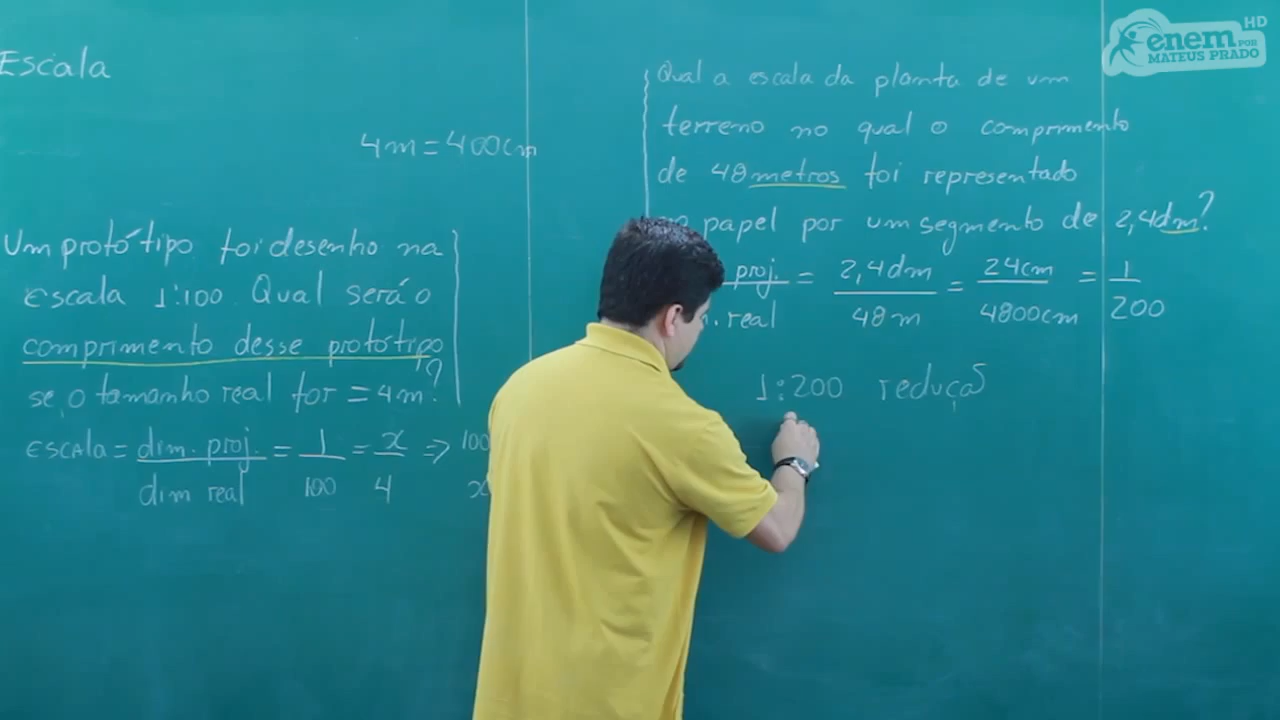 Escala
4m = 400cm
Um protótipo foi desenho na
escala 1:100. Qual será o
comprimento desse protótipo
se, o tamanho real for = 4m?
escala = dim. proj. / dim real = 1/100 = x/4 => 100
x
Qual a escala da planta de um
terreno no qual o comprimento
de 48 metros foi representado
papel por um segmento de 2,4dm?
proj. / real = 2,4dm / 48m = 24cm / 4800cm = 1/200
1:200 redução
enem HD
POR
MATEUS PRADO